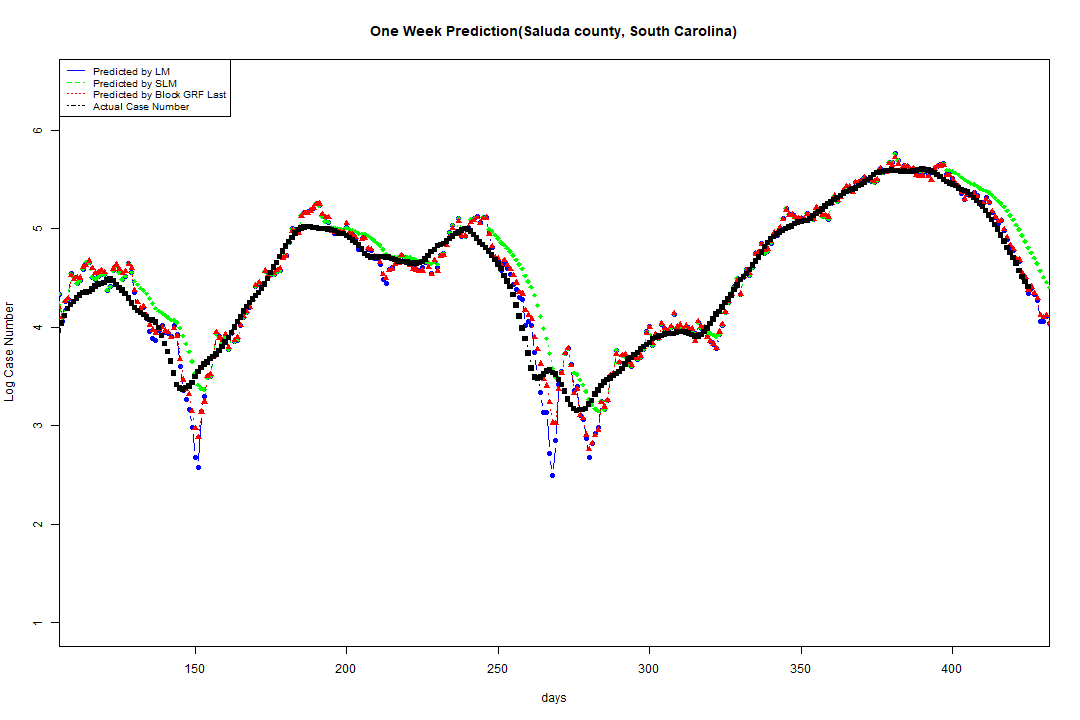 One Week Prediction(Saluda county, South Carolina)
Predicted by LM
Predicted by SLM
Predicted by Block GRF Last
Actual Case Number
6
5
4
3
2
1
Log Case Number
150 200 250 300 350 400
days